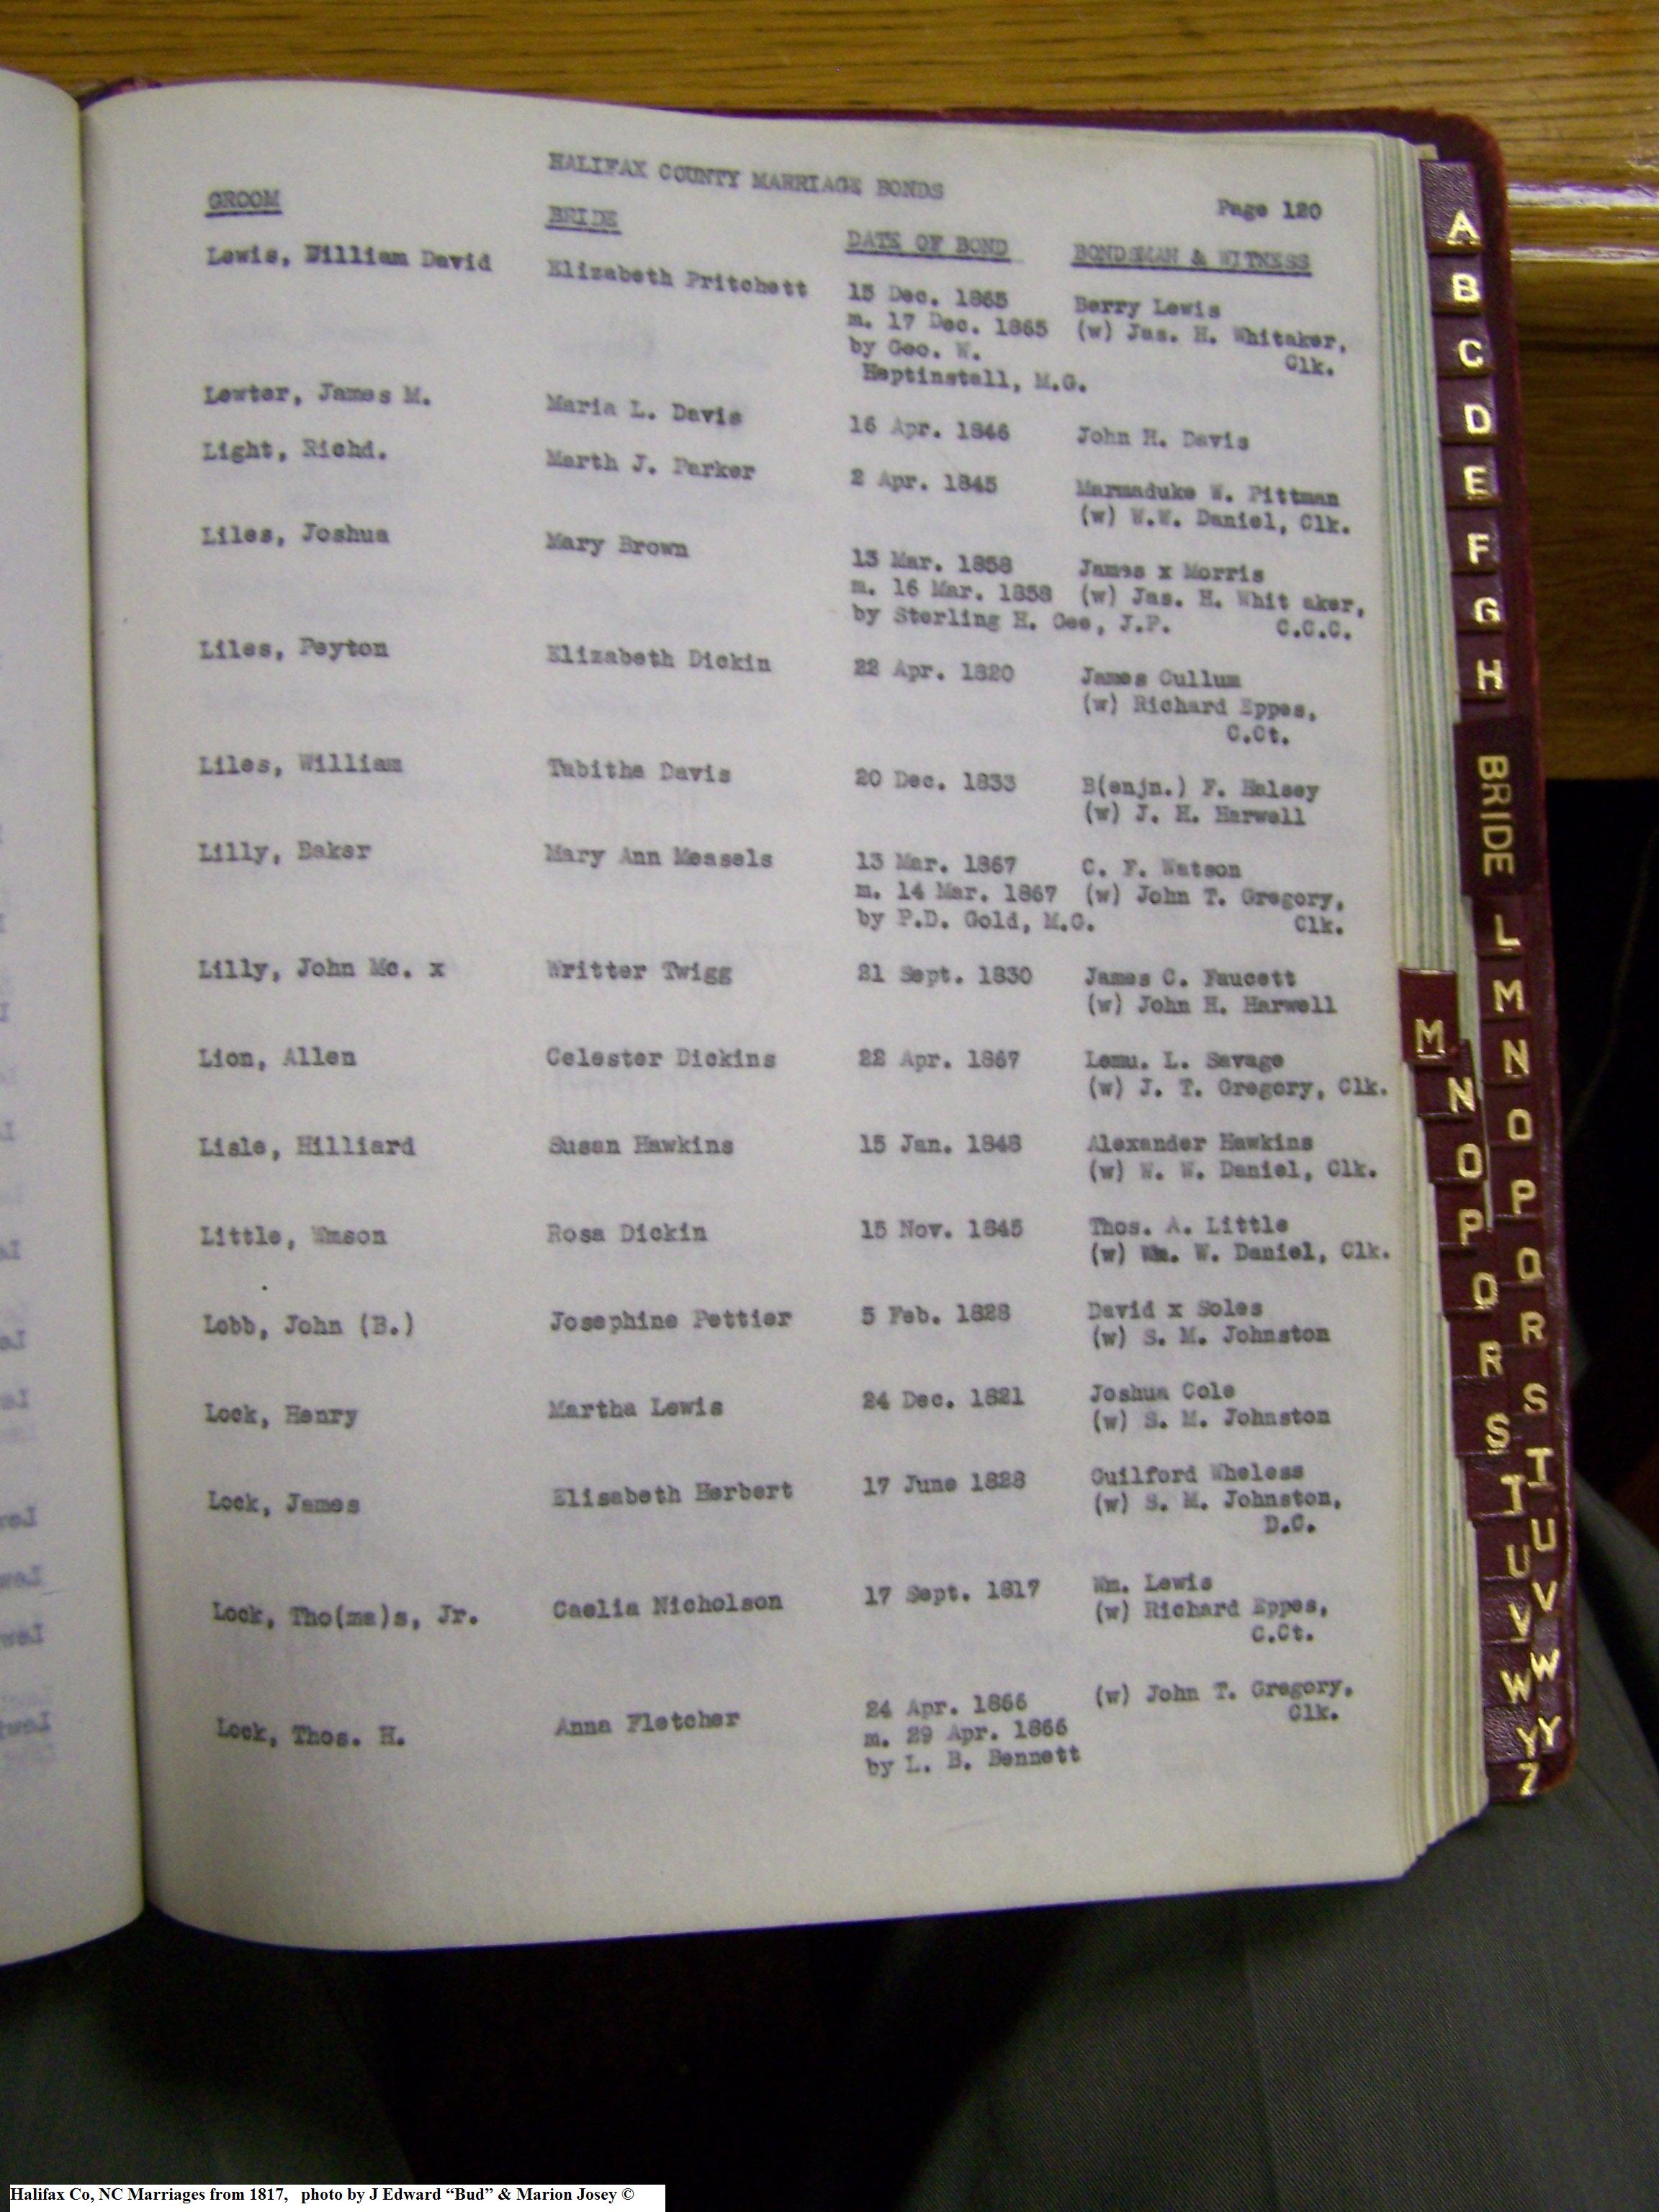 HALIFAX COUNTY MARRIAGE BONDS
Page 120
GROOM BRIDE DATE OF BOND BONDSMAN & WITNESS
Lewis, William David Elizabeth Pritchett 15 Dec. 1865 Berry Lewis
m. 17 Dec. 1865 (w) Jas. H. Whitaker,
by Geo. W. Clk.
Heptinstall, M.G.
Lewter, James M. Maria L. Davis 16 Apr. 1846 John H. Davis
Light, Richd. Marth J. Parker 2 Apr. 1845 Marmaduke W. Pittman
(w) W.W. Daniel, Clk.
Liles, Joshua Mary Brown 13 Mar. 1858 James x Morris
m. 16 Mar. 1858 (w) Jas. H. Whit aker,
by Sterling H. Gee, J.P. C.C.C.
Liles, Peyton Elizabeth Dickin 22 Apr. 1820 James Cullum
(w) Richard Eppes,
C.Ct.
Liles, William Tabitha Davis 20 Dec. 1833 B(enjn.) F. Halsey
(w) J. H. Harwell
Lilly, Baker Mary Ann Measels 13 Mar. 1867 C. F. Watson
m. 14 Mar. 1867 (w) John T. Gregory,
by P.D. Gold, M.G. Clk.
Lilly, John Mc. x Writter Twigg 21 Sept. 1830 James C. Faucett
(w) John H. Harwell
Lion, Allen Celester Dickins 22 Apr. 1867 Lemu. L. Savage
(w) J. T. Gregory, Clk.
Lisle, Hilliard Susan Hawkins 15 Jan. 1848 Alexander Hawkins
(w) W. W. Daniel, Clk.
Little, Wmson Rosa Dickin 15 Nov. 1845 Thos. A. Little
(w) Wm. W. Daniel, Clk.
Lobb, John (B.) Josephine Pettier 5 Feb. 1828 David x Soles
(w) S. M. Johnston
Lock, Henry Martha Lewis 24 Dec. 1821 Joshua Cole
(w) S. M. Johnston
Lock, James Elisabeth Herbert 17 June 1828 Guilford Wheless
(w) S. M. Johnston,
D.C.
Lock, Tho(ma)s, Jr. Caelia Nicholson 17 Sept. 1817 Wm. Lewis
(w) Richard Eppes,
C.Ct.
Lock, Thos. H. Anna Fletcher 24 Apr. 1866 (w) John T. Gregory,
m. 29 Apr. 1866 Clk.
by L. B. Bennett
A
B
C
D
E
F
G
H
BRIDE
L
M
N
O
P
Q
R
S
T
U
V
W
Y
M
N
O
P
Q
R
S
T
U
V
W
Y
Z
Halifax Co, NC Marriages from 1817, photo by J Edward “Bud” & Marion Josey ©